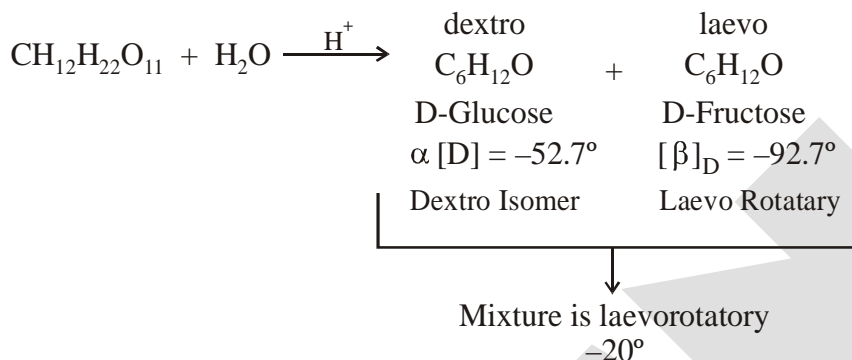 dextro laevo
CH₁₂H₂₂O₁₁ + H₂O H⁺ → C₆H₁₂O + C₆H₁₂O
D-Glucose D-Fructose
α [D] = –52.7º [β]D = –92.7º
Dextro Isomer Laevo Rotatary
Mixture is laevorotatory
–20º